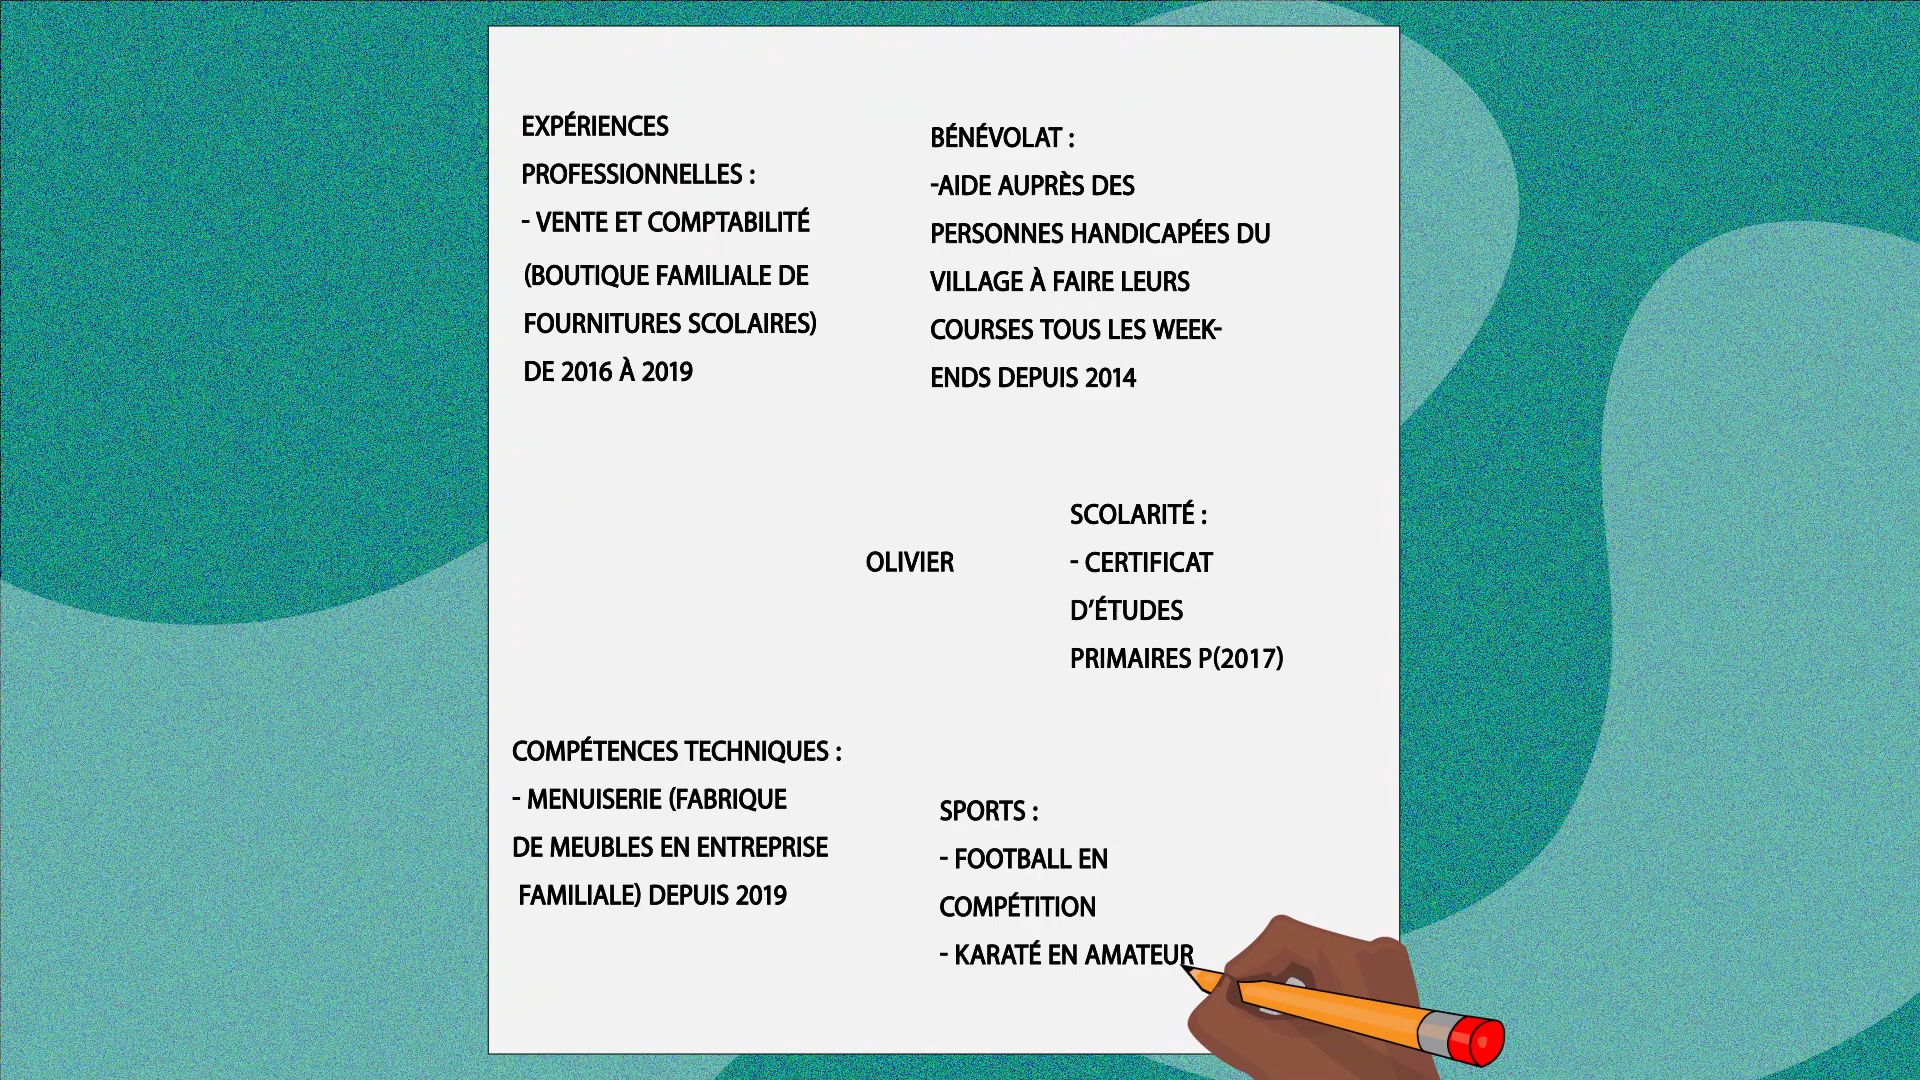 EXPÉRIENCES
PROFESSIONNELLES :
- VENTE ET COMPTABILITÉ
(BOUTIQUE FAMILIALE DE
FOURNITURES SCOLAIRES)
DE 2016 À 2019
BÉNÉVOLAT :
-AIDE AUPRÈS DES
PERSONNES HANDICAPÉES DU
VILLAGE À FAIRE LEURS
COURSES TOUS LES WEEK-
ENDS DEPUIS 2014
OLIVIER
SCOLARITÉ :
- CERTIFICAT
D’ÉTUDES
PRIMAIRES P(2017)
COMPÉTENCES TECHNIQUES :
- MENUISERIE (FABRIQUE
DE MEUBLES EN ENTREPRISE
FAMILIALE) DEPUIS 2019
SPORTS :
- FOOTBALL EN
COMPÉTITION
- KARATÉ EN AMATEUR